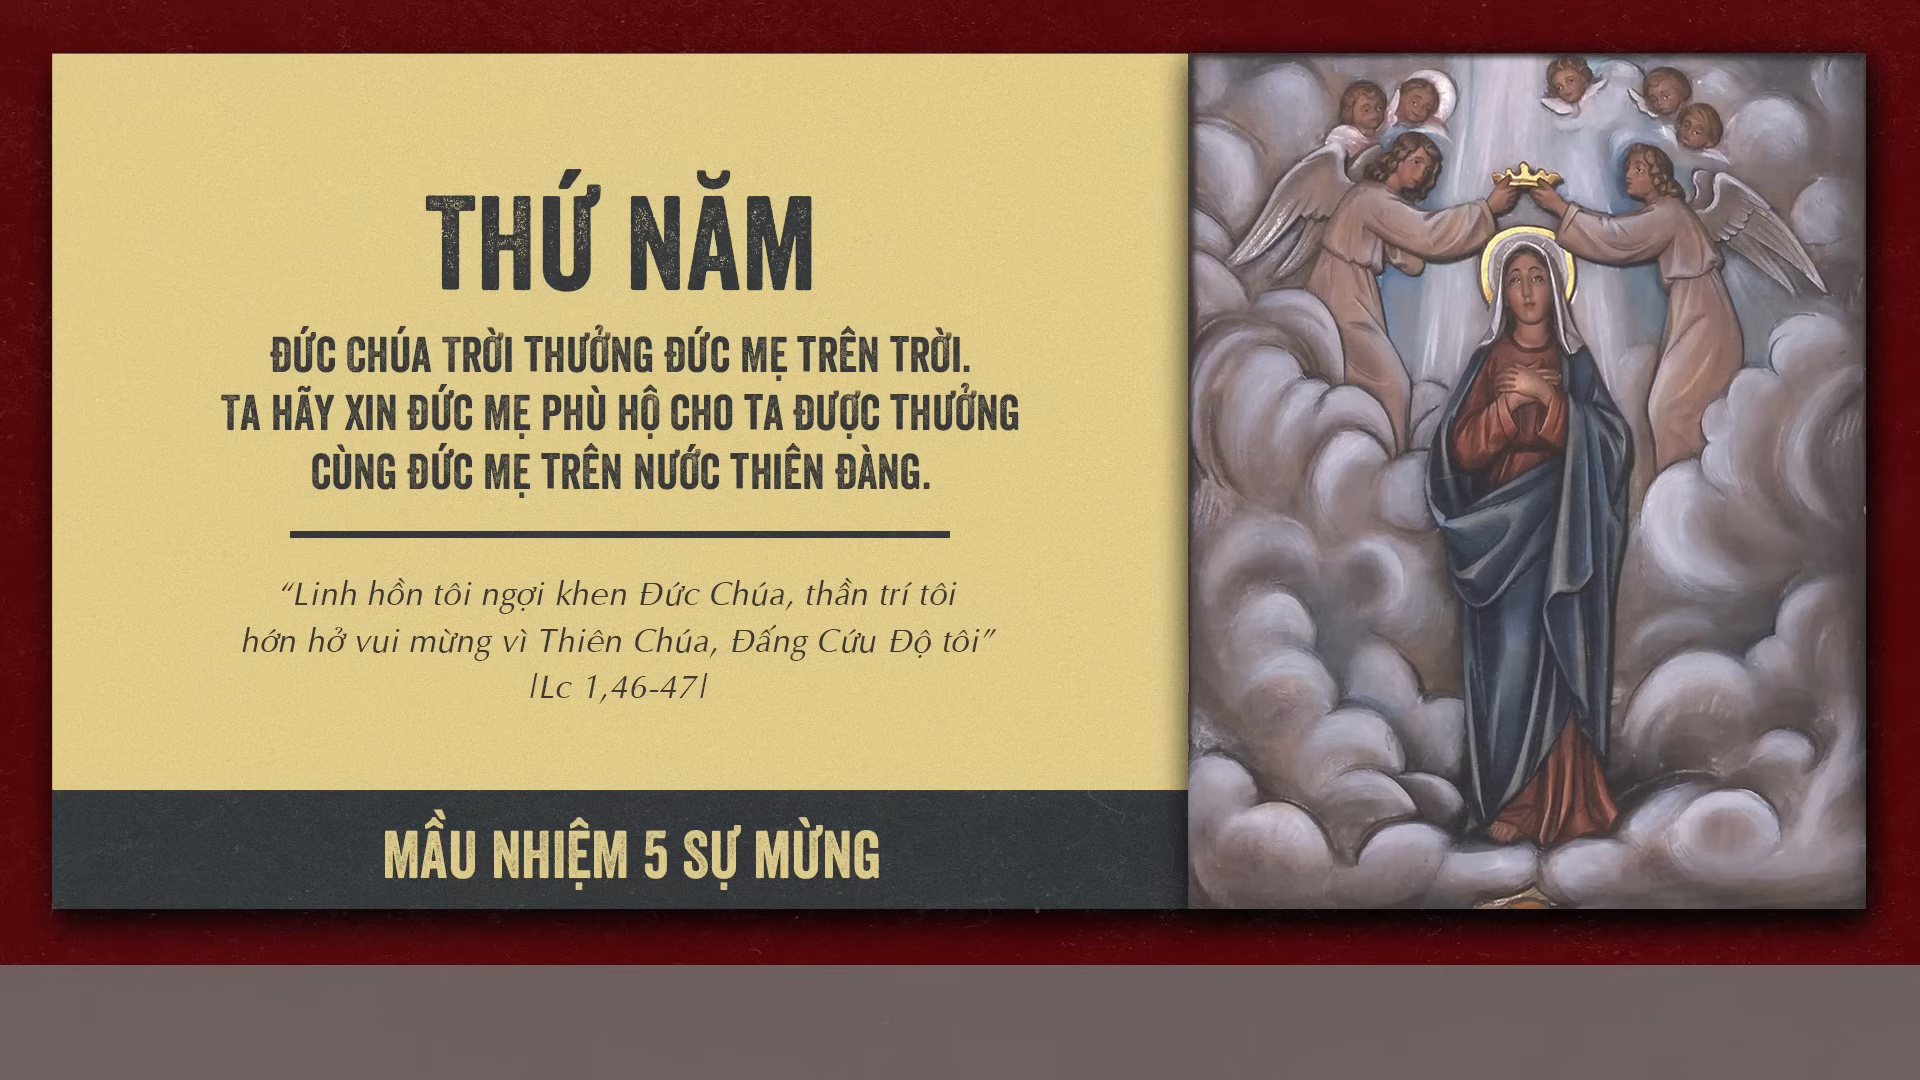 THỨ NĂM
ĐỨC CHÚA TRỜI THƯỞNG ĐỨC MẸ TRÊN TRỜI.
TA HÃY XIN ĐỨC MẸ PHÙ HỘ CHO TA ĐƯỢC THƯỞNG
CÙNG ĐỨC MẸ TRÊN NƯỚC THIÊN ĐÀNG.
“Linh hồn tôi ngợi khen Đức Chúa, thần trí tôi
hớn hở vui mừng vì Thiên Chúa, Đấng Cứu Độ tôi”
|Lc 1,46-47|
MẦU NHIỆM 5 SỰ MỪNG